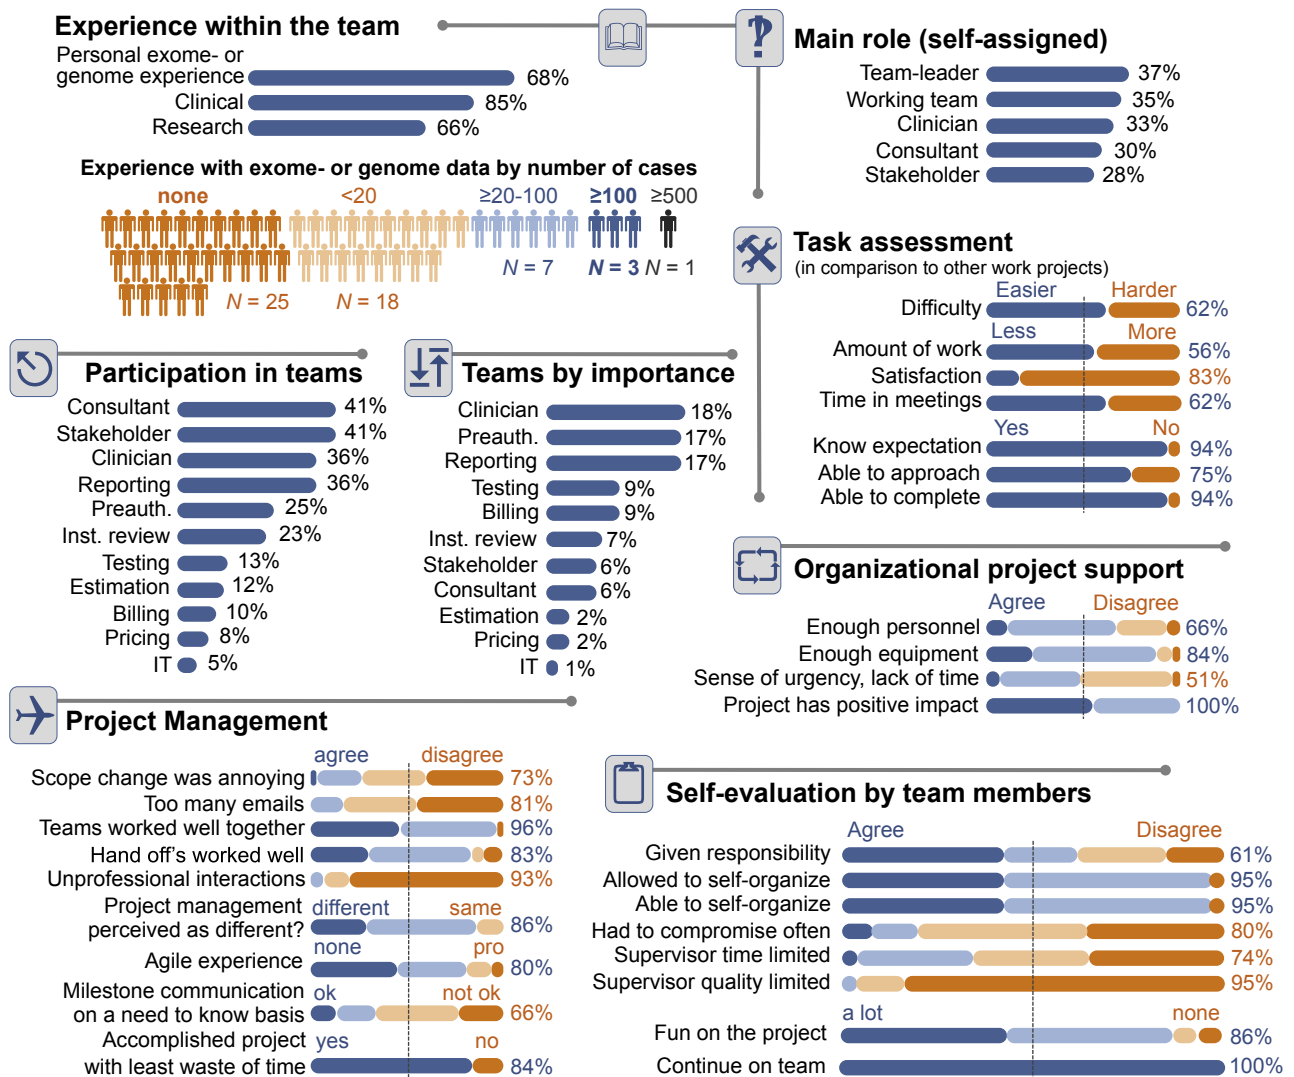 Experience within the team
Personal exome- or
genome experience 68%
Clinical 85%
Research 66%
Experience with exome- or genome data by number of cases
none <20 ≥20-100 ≥100 ≥500
N = 7 N = 3 N = 1
N = 25 N = 18
?
Main role (self-assigned)
Team-leader 37%
Working team 35%
Clinician 33%
Consultant 30%
Stakeholder 28%
Task assessment
(in comparison to other work projects)
Easier Harder
Difficulty 62%
Less More
Amount of work 56%
Satisfaction 83%
Time in meetings 62%
Yes No
Know expectation 94%
Able to approach 75%
Able to complete 94%
Participation in teams
Consultant 41%
Stakeholder 41%
Clinician 36%
Reporting 36%
Preauth. 25%
Inst. review 23%
Testing 13%
Estimation 12%
Billing 10%
Pricing 8%
IT 5%
Teams by importance
Clinician 18%
Preauth. 17%
Reporting 17%
Testing 9%
Billing 9%
Inst. review 7%
Stakeholder 6%
Consultant 6%
Estimation 2%
Pricing 2%
IT 1%
Organizational project support
Agree Disagree
Enough personnel 66%
Enough equipment 84%
Sense of urgency, lack of time 51%
Project has positive impact 100%
Project Management
agree disagree
Scope change was annoying 73%
Too many emails 81%
Teams worked well together 96%
Hand off's worked well 83%
Unprofessional interactions 93%
Project management different same
perceived as different? 86%
none pro
Agile experience 80%
Milestone communication ok not ok
on a need to know basis 66%
Accomplished project yes no
with least waste of time 84%
Self-evaluation by team members
Agree Disagree
Given responsibility 61%
Allowed to self-organize 95%
Able to self-organize 95%
Had to compromise often 80%
Supervisor time limited 74%
Supervisor quality limited 95%
a lot none
Fun on the project 86%
Continue on team 100%